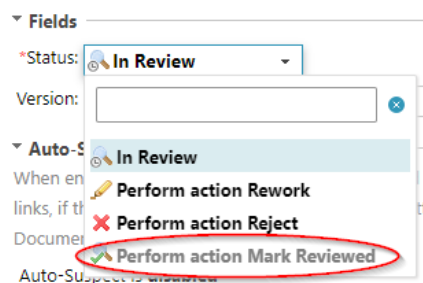 Fields
*Status: In Review
Version:
In Review
Auto-S
Perform action Rework
When en
links, if th
Perform action Reject
Docume
Perform action Mark Reviewed
Auto-Suspect is disabled